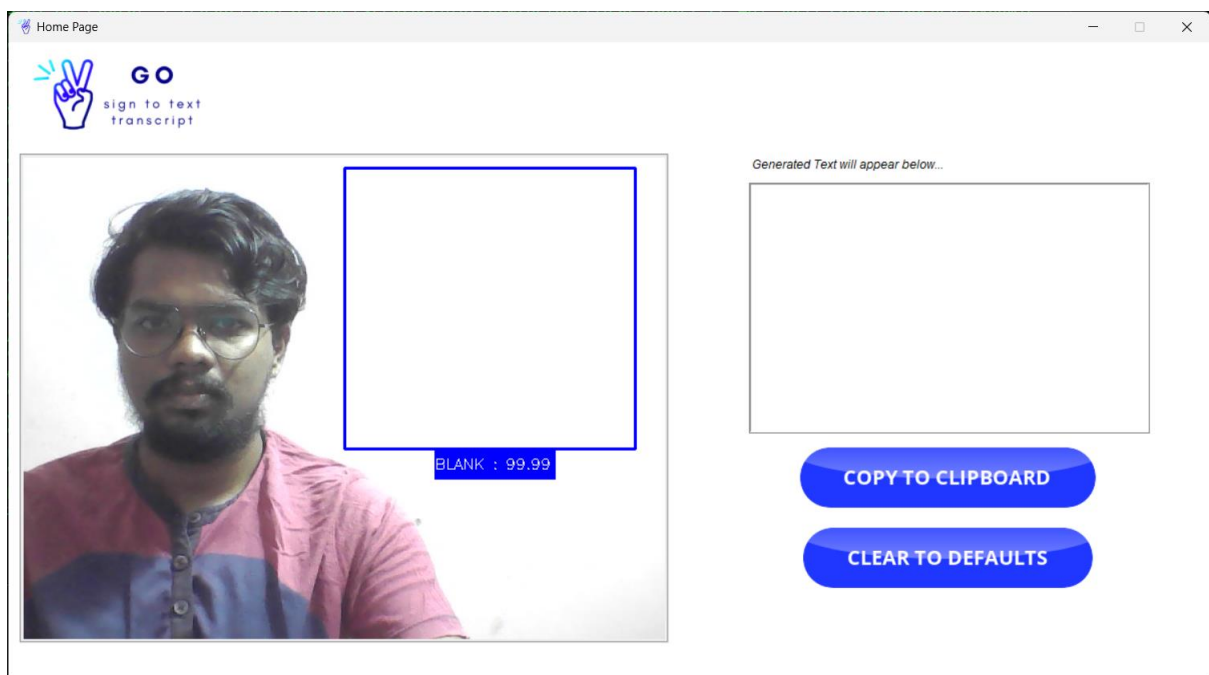 Home Page
GO
sign to text
transcript
Generated Text will appear below...
BLANK : 99.99
COPY TO CLIPBOARD
CLEAR TO DEFAULTS